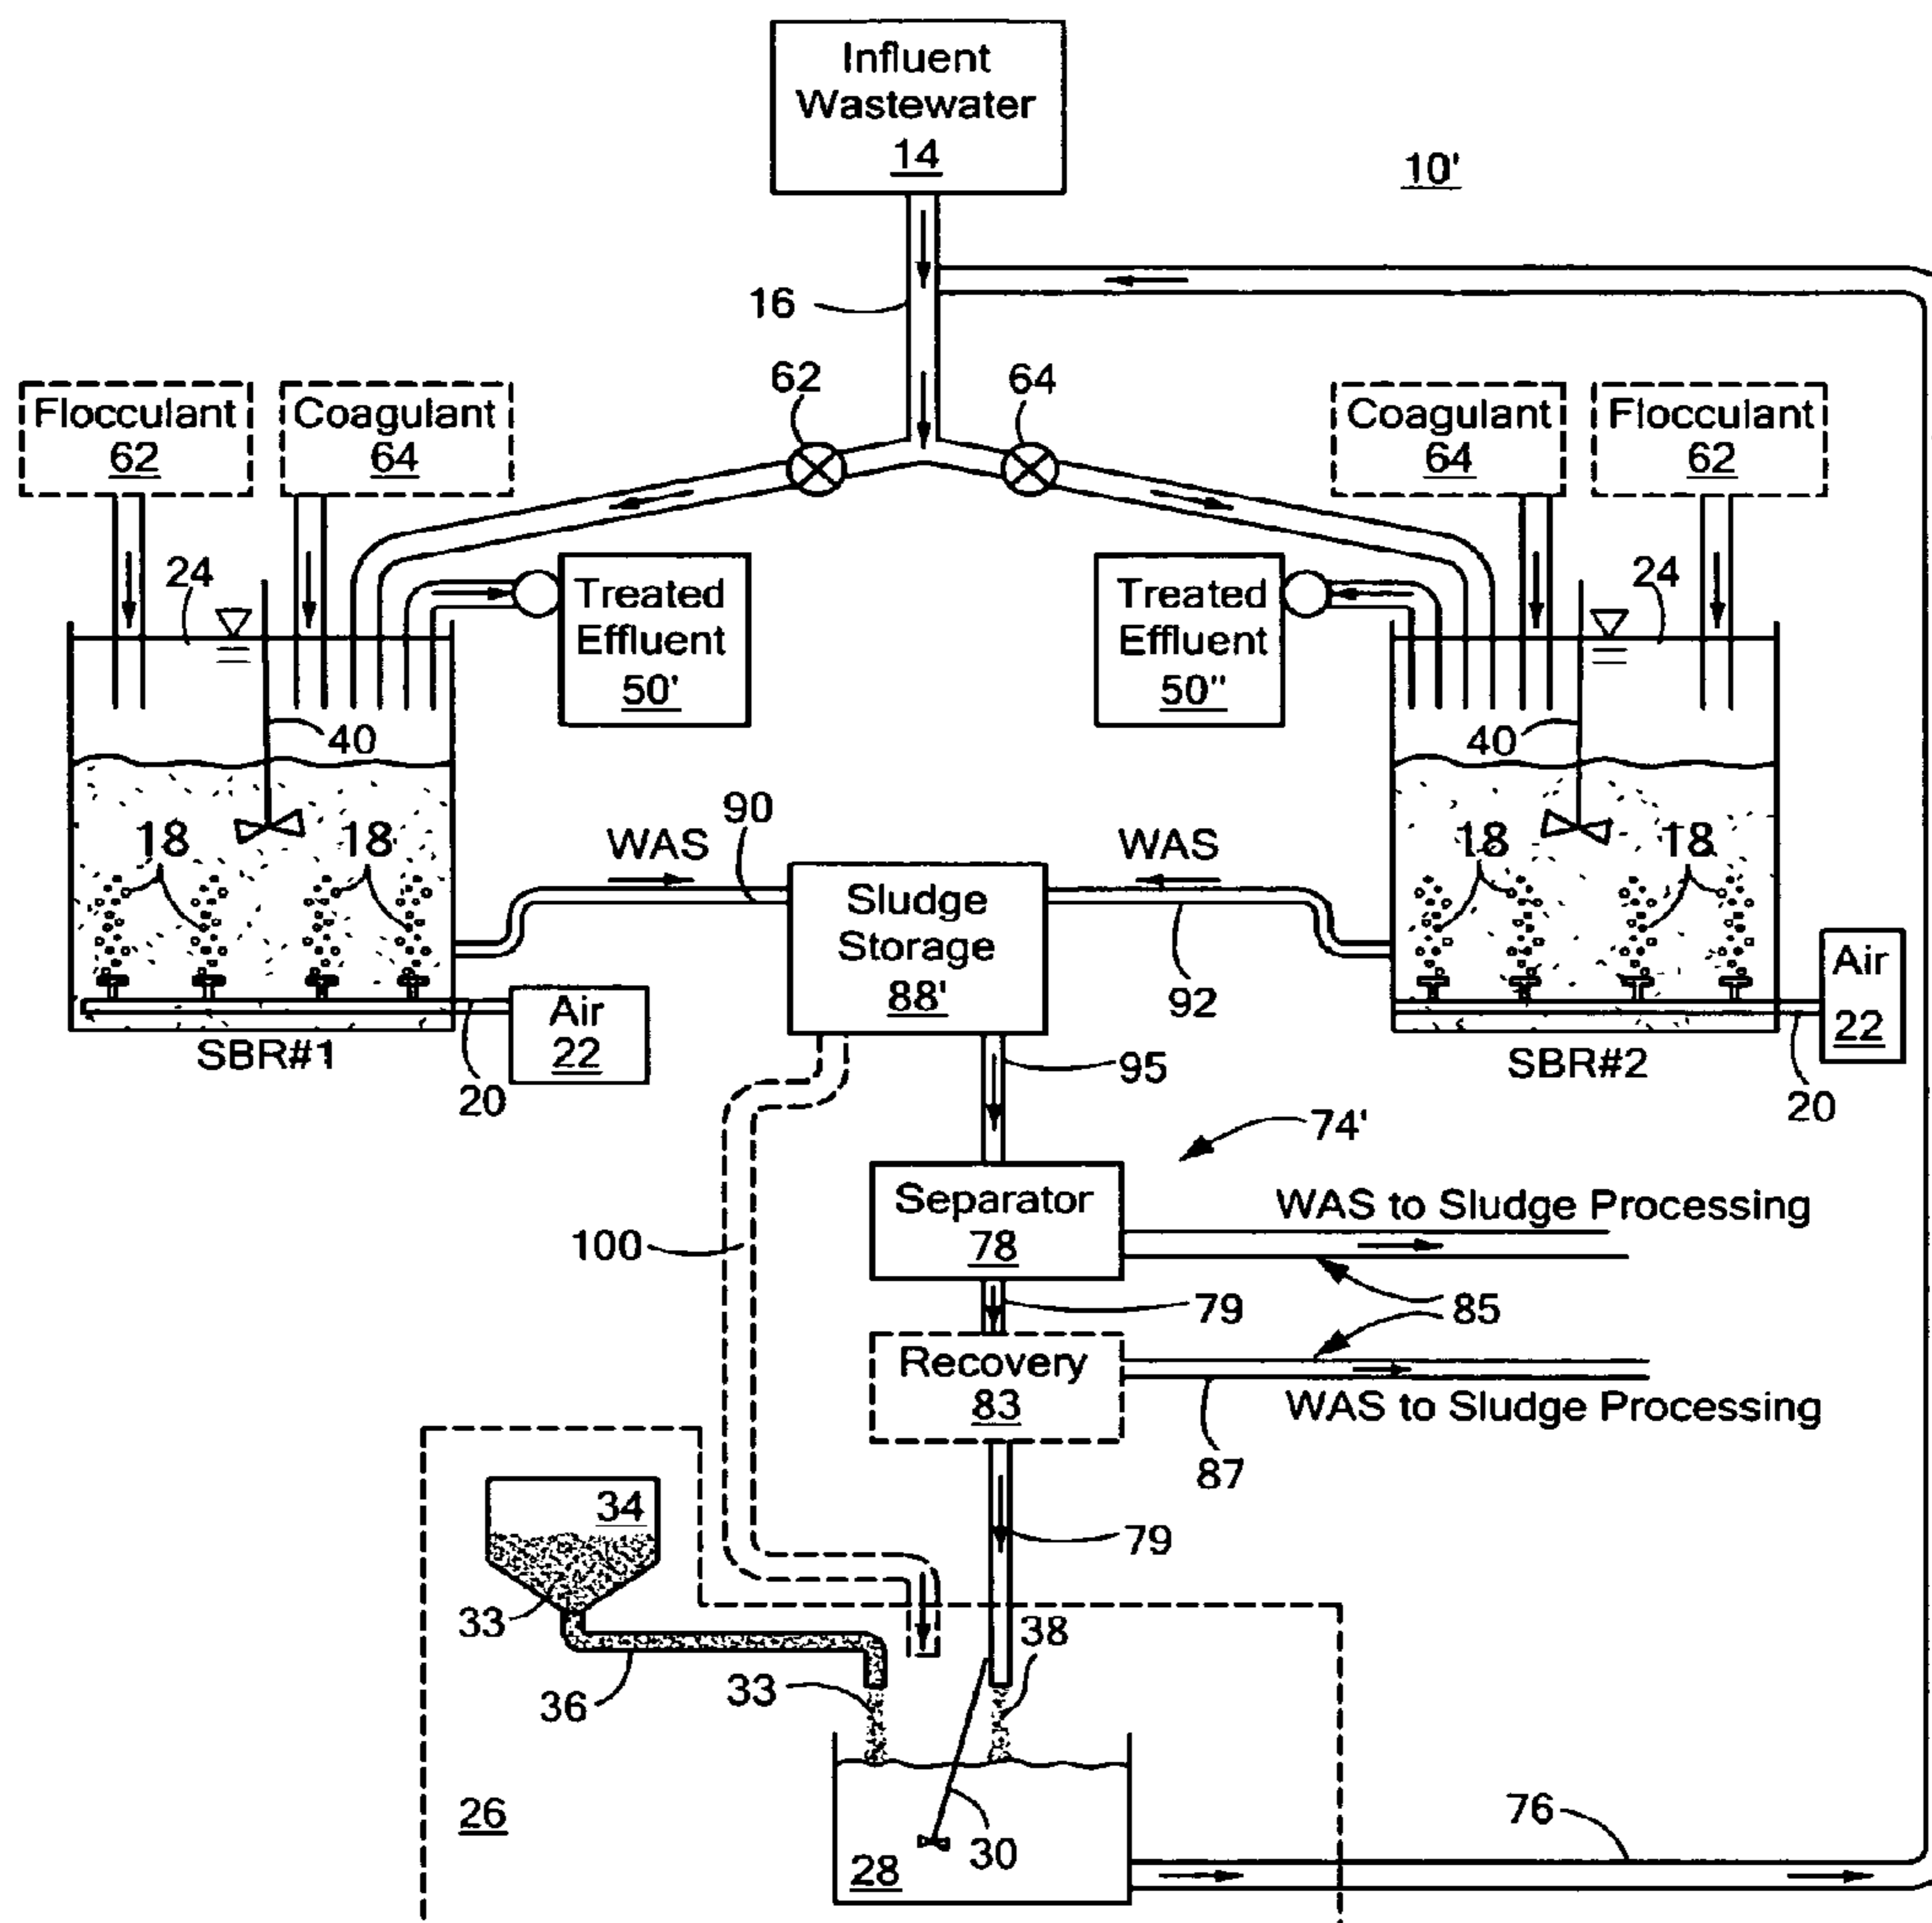 Influent
Wastewater
14
10'
16
62
64
Flocculant
62
Coagulant
64
Coagulant
64
Flocculant
62
24
Treated
Effluent
50'
Treated
Effluent
50"
24
40
40
18
18
90
WAS
WAS
18
18
Sludge
Storage
88'
92
Air
22
Air
22
SBR#1
20
SBR#2
20
95
74'
Separator
78
WAS to Sludge Processing
100
79
85
Recovery
83
WAS to Sludge Processing
87
34
79
33
38
36
33
26
28
30
76